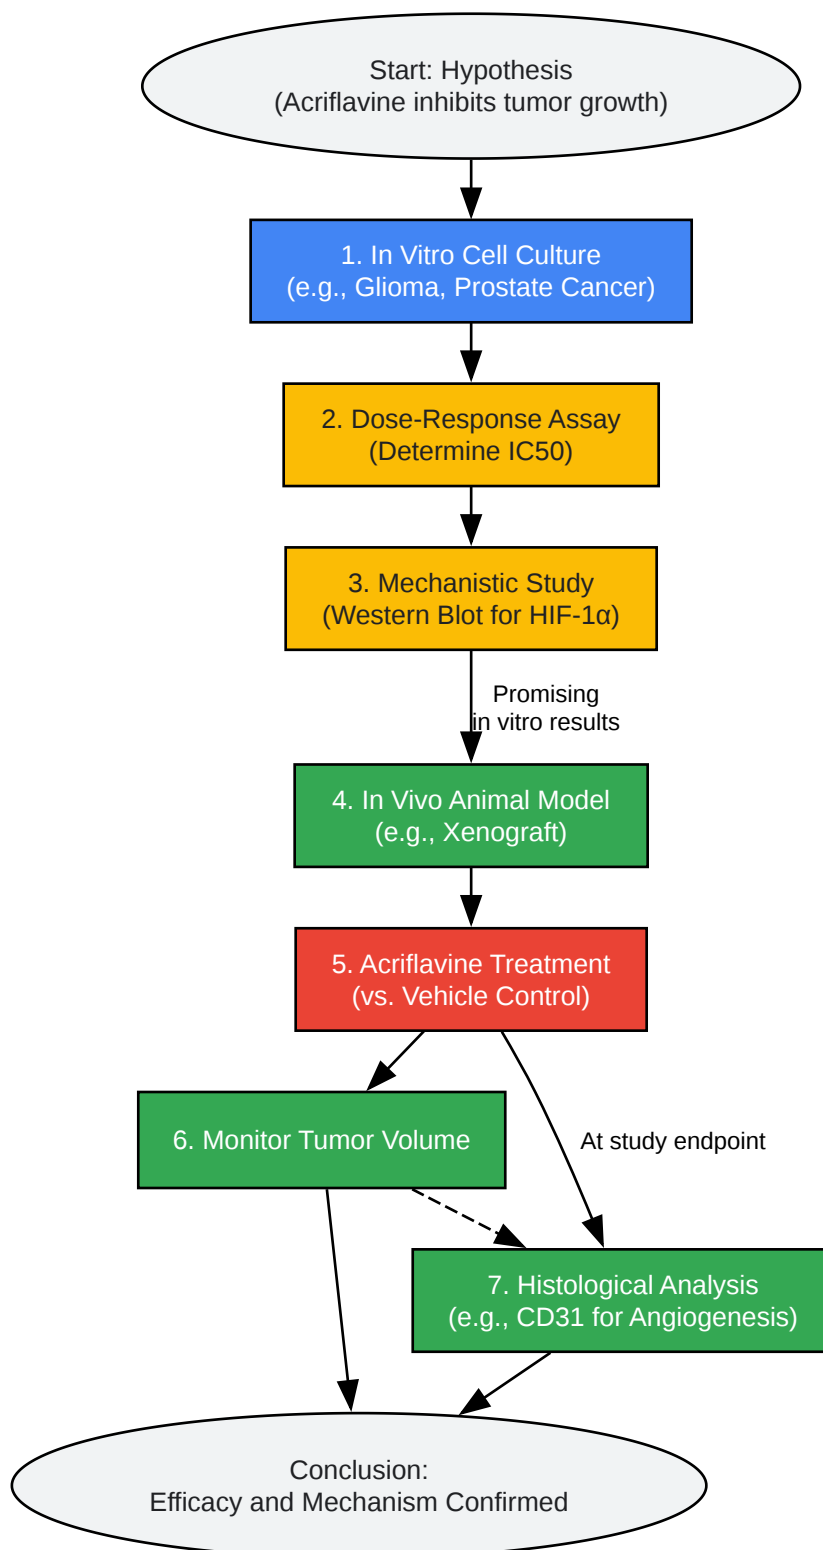 Start: Hypothesis
(Acriflavine inhibits tumor growth)
1. In Vitro Cell Culture
(e.g., Glioma, Prostate Cancer)
2. Dose-Response Assay
(Determine IC50)
3. Mechanistic Study
(Western Blot for HIF-1α)
Promising
in vitro results
4. In Vivo Animal Model
(e.g., Xenograft)
5. Acriflavine Treatment
(vs. Vehicle Control)
6. Monitor Tumor Volume
At study endpoint
7. Histological Analysis
(e.g., CD31 for Angiogenesis)
Conclusion:
Efficacy and Mechanism Confirmed